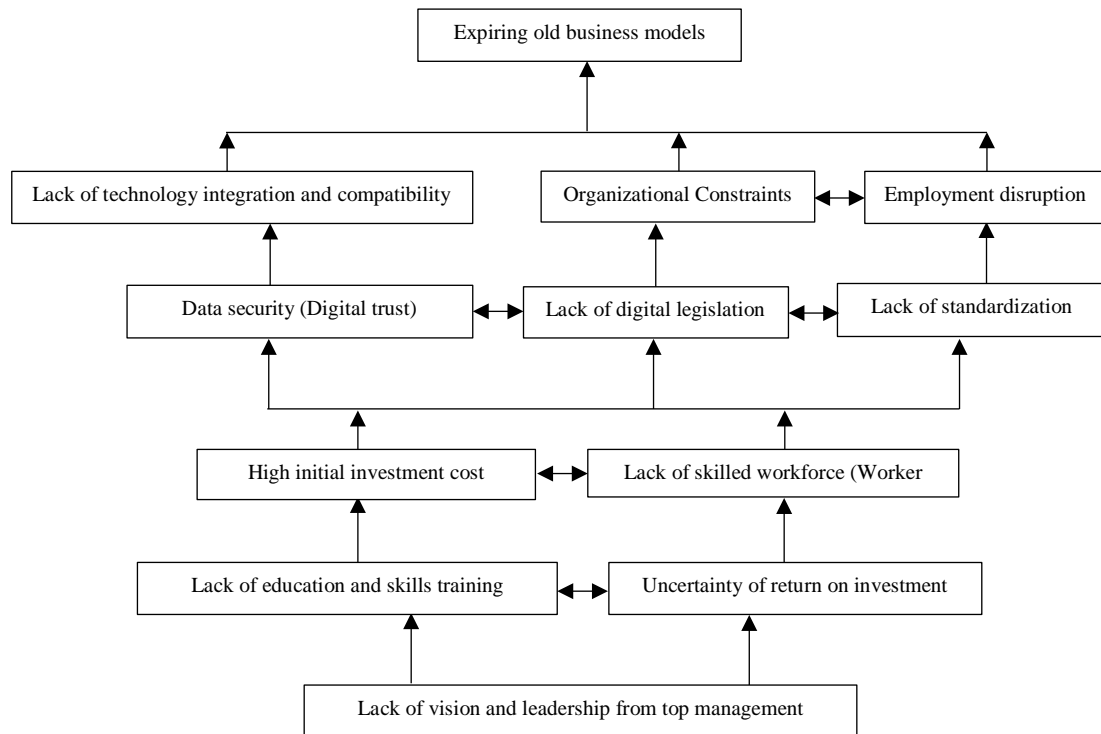 Expiring old business models
Lack of technology integration and compatibility
Organizational Constraints
Employment disruption
Data security (Digital trust)
Lack of digital legislation
Lack of standardization
High initial investment cost
Lack of skilled workforce (Worker
Lack of education and skills training
Uncertainty of return on investment
Lack of vision and leadership from top management